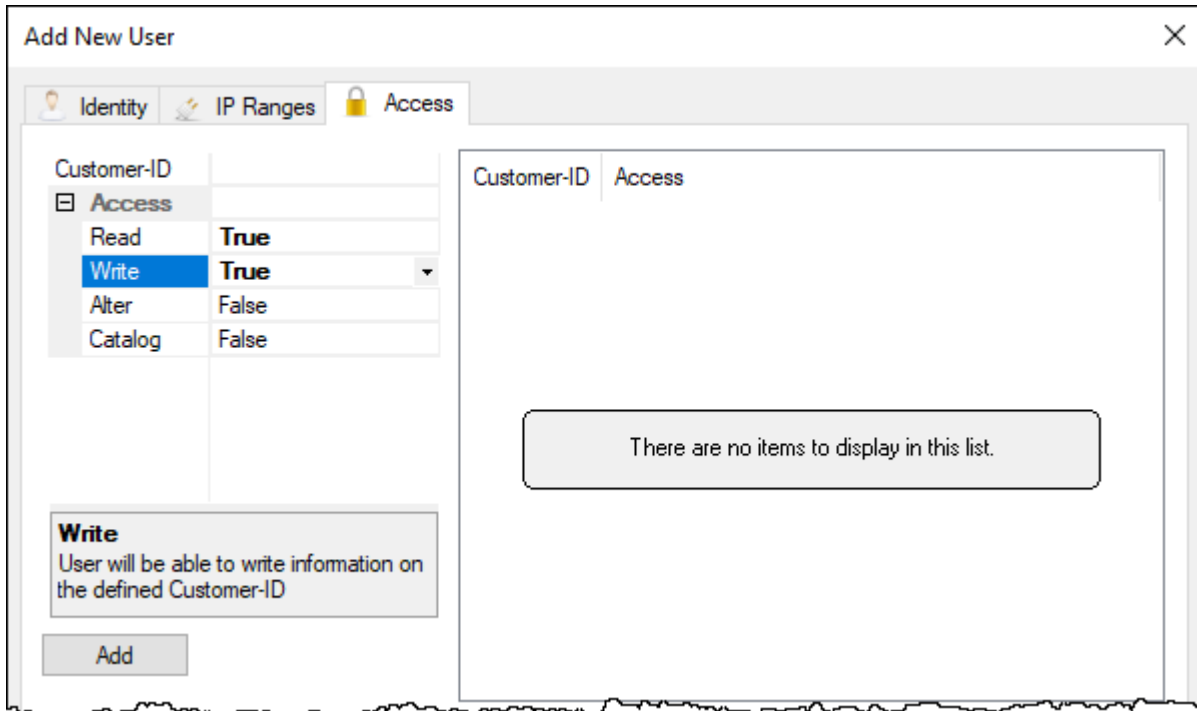 Add New User
Identity IP Ranges Access
Customer-ID
Access
Read True
Write True
Alter False
Catalog False
Write
User will be able to write information on
the defined Customer-ID
Add
Customer-ID Access
There are no items to display in this list.